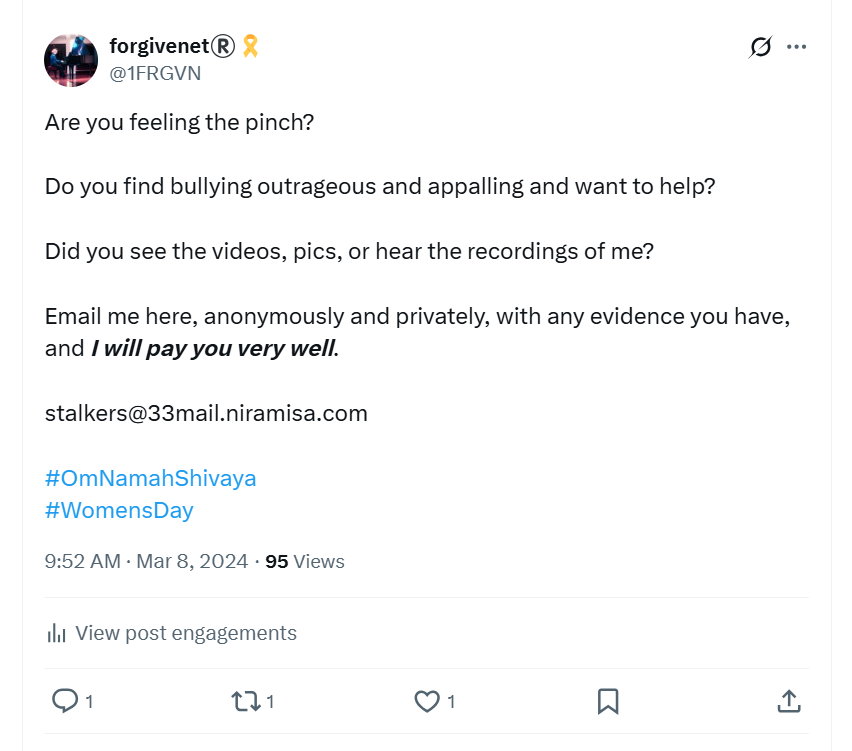 forgivenet®️🎗️
@1FRGVN
Are you feeling the pinch?
Do you find bullying outrageous and appalling and want to help?
Did you see the videos, pics, or hear the recordings of me?
Email me here, anonymously and privately, with any evidence you have,
and I will pay you very well.
stalkers@33mail.niramisa.com
#OmNamahShivaya
#WomensDay
9:52 AM · Mar 8, 2024 · 95 Views
View post engagements
1 1 1